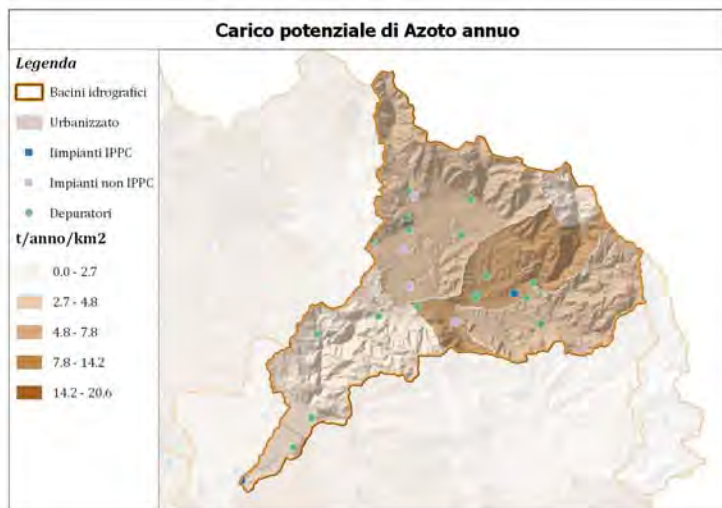 Carico potenziale di Azoto annuo
Legenda
Bacini idrografici
Urbanizzato
Iimpianti IPPC
Impianti non IPPC
Depuratori
t/anno/km2
0.0 - 2.7
2.7 - 4.8
4.8 - 7.8
7.8 - 14.2
14.2 - 20.6